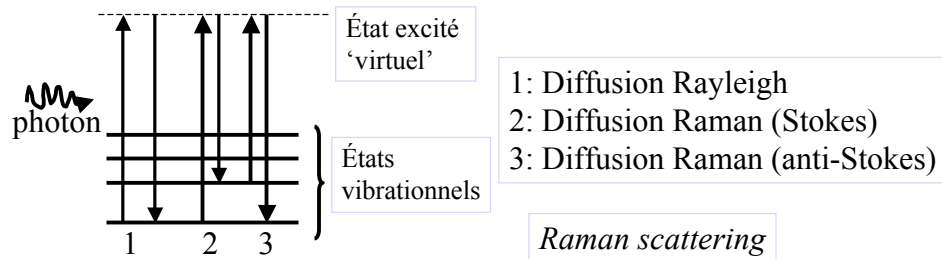 État excité
‘virtuel’
photon
États
vibrationnels
1 2 3
1: Diffusion Rayleigh
2: Diffusion Raman (Stokes)
3: Diffusion Raman (anti-Stokes)
Raman scattering